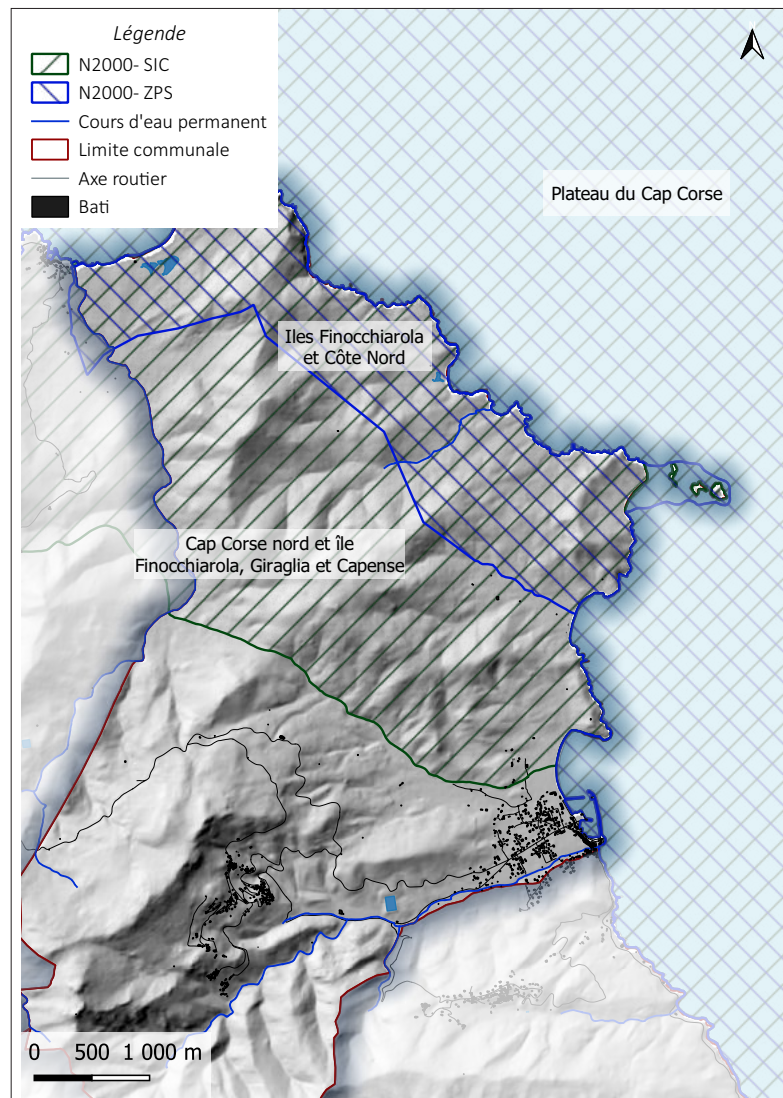 Légende
N2000- SIC
N2000- ZPS
Cours d'eau permanent
Limite communale
Axe routier
Bati
Plateau du Cap Corse
Iles Finocchiarola
et Côte Nord
Cap Corse nord et île
Finocchiarola, Giraglia et Capense
0 500 1 000 m